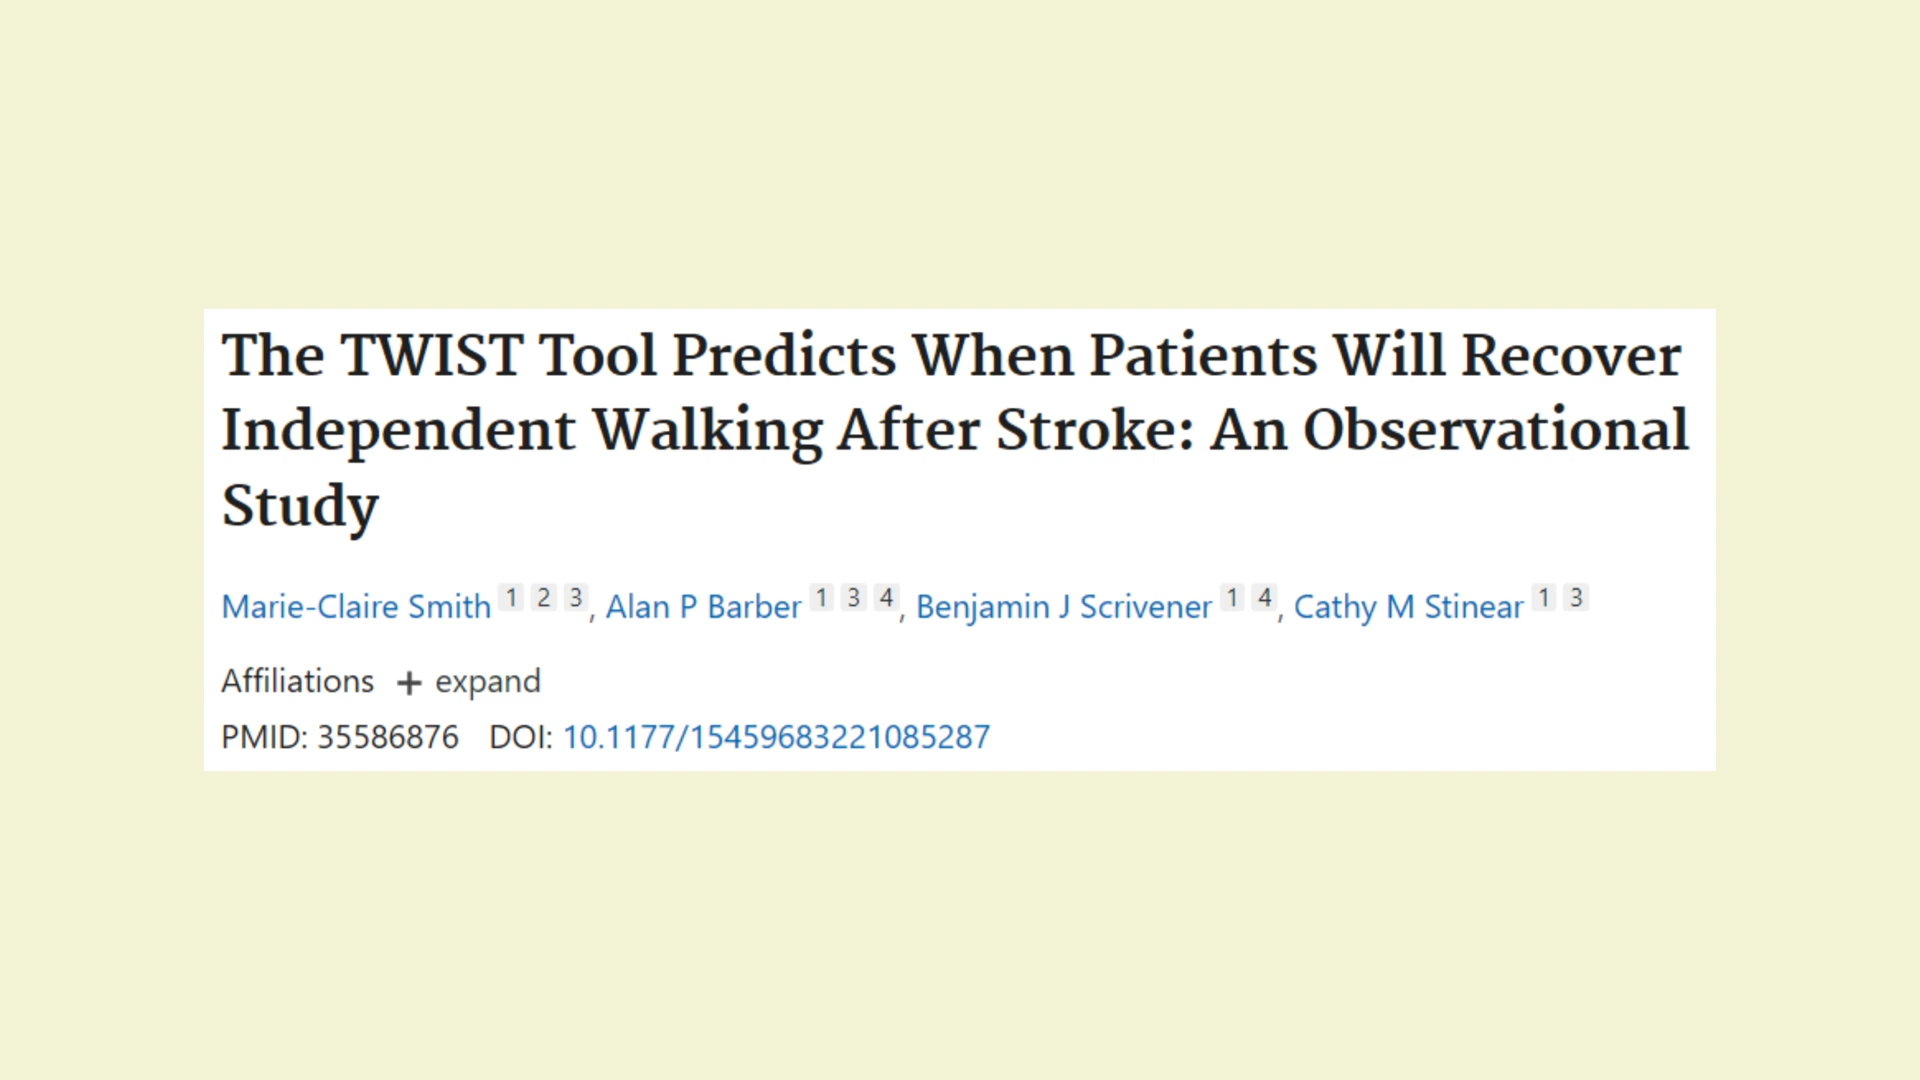 The TWIST Tool Predicts When Patients Will Recover
Independent Walking After Stroke: An Observational
Study
Marie-Claire Smith 1 2 3, Alan P Barber 1 3 4, Benjamin J Scrivener 1 4, Cathy M Stinear 1 3
Affiliations + expand
PMID: 35586876 DOI: 10.1177/15459683221085287